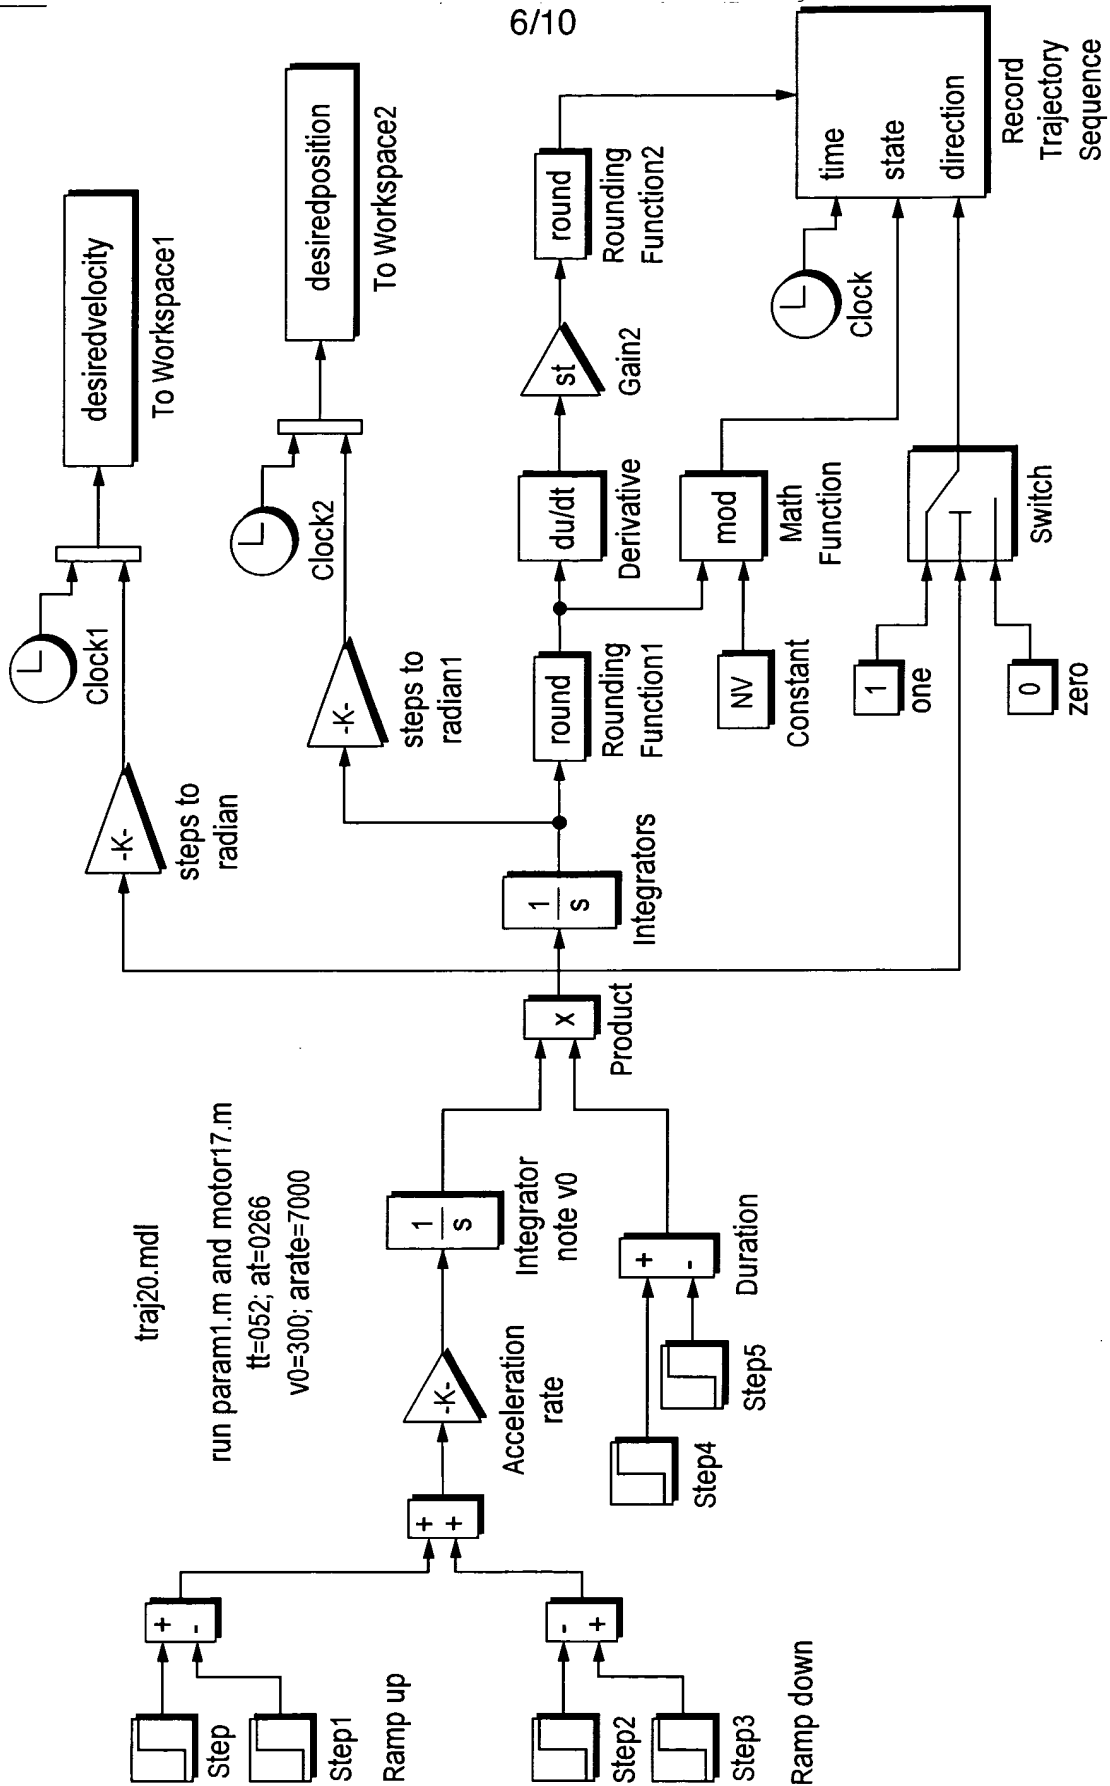 6/10
traj20.mdl
run param1.m and motor17.m
tt=052; at=0266
v0=300; arate=7000
Step
Step1
Ramp up
+
-
Step2
Step3
Ramp down
-
+
+
+
-K-
Acceleration
rate
1
s
Integrator
note v0
Step4
Step5
+
-
Duration
x
Product
-K-
steps to
radian
Clock1
desiredvelocity
To Workspace1
1
s
Integrators
-K-
steps to
radian1
Clock2
desiredposition
To Workspace2
round
Rounding
Function1
du/dt
Derivative
st
Gain2
round
Rounding
Function2
NV
Constant
mod
Math
Function
1
one
0
zero
Switch
Clock
time
state
direction
Record
Trajectory
Sequence